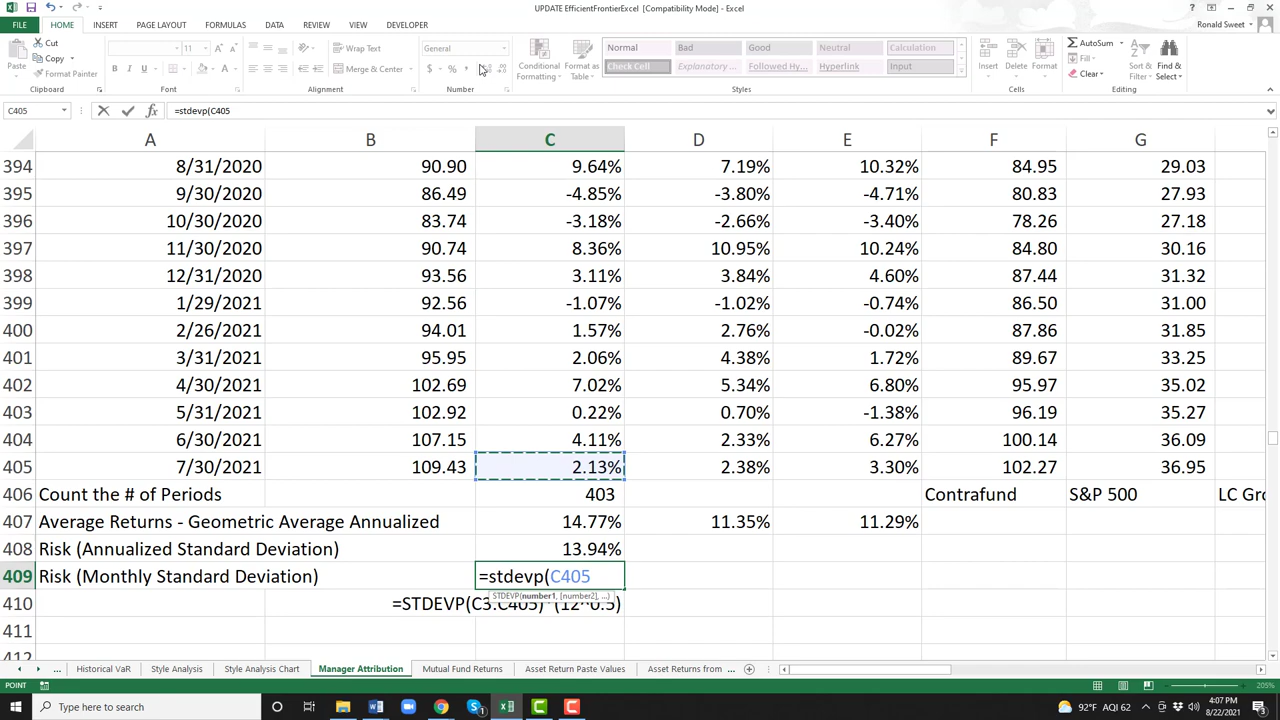 UPDATE EfficientFrontierExcel [Compatibility Mode] - Excel
FILE HOME INSERT PAGE LAYOUT FORMULAS DATA REVIEW VIEW DEVELOPER Ronald Sweet
Cut
Copy
Format Painter
Paste
Clipboard
11
B I U
Font
Wrap Text
Merge & Center
Alignment
General
$ % ,
Number
Conditional Formatting
Format as Table
Normal Bad Good Neutral Calculation
Check Cell Explanatory ... Followed Hy... Hyperlink Input
Styles
Insert Delete Format
Cells
AutoSum
Fill
Clear
Sort & Filter
Find & Select
Editing
C405 =stdevp(C405
A B C D E F G
394 8/31/2020 90.90 9.64% 7.19% 10.32% 84.95 29.03
395 9/30/2020 86.49 -4.85% -3.80% -4.71% 80.83 27.93
396 10/30/2020 83.74 -3.18% -2.66% -3.40% 78.26 27.18
397 11/30/2020 90.74 8.36% 10.95% 10.24% 84.80 30.16
398 12/31/2020 93.56 3.11% 3.84% 4.60% 87.44 31.32
399 1/29/2021 92.56 -1.07% -1.02% -0.74% 86.50 31.00
400 2/26/2021 94.01 1.57% 2.76% -0.02% 87.86 31.85
401 3/31/2021 95.95 2.06% 4.38% 1.72% 89.67 33.25
402 4/30/2021 102.69 7.02% 5.34% 6.80% 95.97 35.02
403 5/31/2021 102.92 0.22% 0.70% -1.38% 96.19 35.27
404 6/30/2021 107.15 4.11% 2.33% 6.27% 100.14 36.09
405 7/30/2021 109.43 2.13% 2.38% 3.30% 102.27 36.95
406 Count the # of Periods 403 Contrafund S&P 500 LC Gro
407 Average Returns - Geometric Average Annualized 14.77% 11.35% 11.29%
408 Risk (Annualized Standard Deviation) 13.94%
409 Risk (Monthly Standard Deviation) =stdevp(C405
STDEVP(number1, [number2], ...)
410 =STDEVP(C3:C405)*(12^0.5)
411
412
... Historical VaR Style Analysis Style Analysis Chart Manager Attribution Mutual Fund Returns Asset Return Paste Values Asset Returns from ...
POINT 205%
Type here to search
92°F AQI 62
4:07 PM
8/22/2021